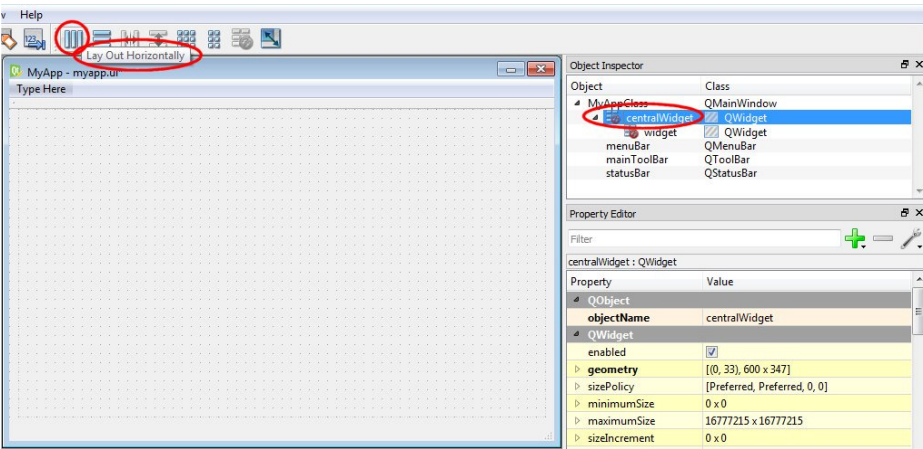 v Help
123
Lay Out Horizontally
MyApp - myapp.ui*
Type Here
Object Inspector
Object Class
MyAppClass QMainWindow
centralWidget QWidget
widget QWidget
menuBar QMenuBar
mainToolBar QToolBar
statusBar QStatusBar
Property Editor
Filter
centralWidget : QWidget
Property Value
QObject
objectName centralWidget
QWidget
enabled
geometry [(0, 33), 600 x 347]
sizePolicy [Preferred, Preferred, 0, 0]
minimumSize 0 x 0
maximumSize 16777215 x 16777215
sizeIncrement 0 x 0